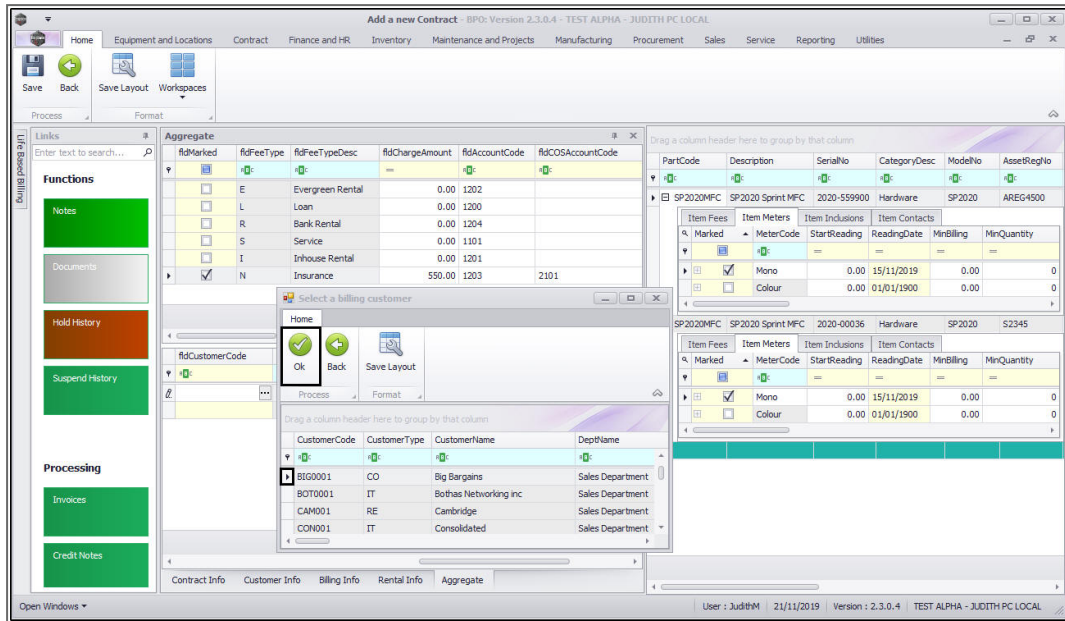 Add a new Contract - BPO: Version 2.3.0.4 - TEST ALPHA - JUDITH PC LOCAL
Home Equipment and Locations Contract Finance and HR Inventory Maintenance and Projects Manufacturing Procurement Sales Service Reporting Utilities
Save Back Save Layout Workspaces
Process Format
Life Based Billing
Links
Enter text to search...
Functions
Notes
Documents
Hold History
Suspend History
Processing
Invoices
Credit Notes
Aggregate
fldMarked fldFeeType fldFeeTypeDesc fldChargeAmount fldAccountCode fldCOSAccountCode
E Evergreen Rental 0.00 1202
L Loan 0.00 1200
R Bank Rental 0.00 1204
S Service 0.00 1101
I Inhouse Rental 0.00 1201
N Insurance 550.00 1203 2101
fldCustomerCode
Select a billing customer
Home
Ok Back Save Layout
Process Format
Drag a column header here to group by that column
CustomerCode CustomerType CustomerName DeptName
BIG0001 CO Big Bargains Sales Department
BOT0001 IT Bothas Networking inc Sales Department
CAM001 RE Cambridge Sales Department
CON001 IT Consolidated Sales Department
Contract Info Customer Info Billing Info Rental Info Aggregate
Drag a column header here to group by that column
PartCode Description SerialNo CategoryDesc ModelNo AssetRegNo
SP2020MFC SP2020 Sprint MFC 2020-559900 Hardware SP2020 AREG4500
Item Fees Item Meters Item Inclusions Item Contacts
Marked MeterCode StartReading ReadingDate MinBilling MinQuantity
Mono 0.00 15/11/2019 0.00 0
Colour 0.00 01/01/1900 0.00 0
SP2020MFC SP2020 Sprint MFC 2020-00036 Hardware SP2020 S2345
Item Fees Item Meters Item Inclusions Item Contacts
Marked MeterCode StartReading ReadingDate MinBilling MinQuantity
Mono 0.00 15/11/2019 0.00 0
Colour 0.00 01/01/1900 0.00 0
Open Windows User : JudithM 21/11/2019 Version : 2.3.0.4 TEST ALPHA - JUDITH PC LOCAL